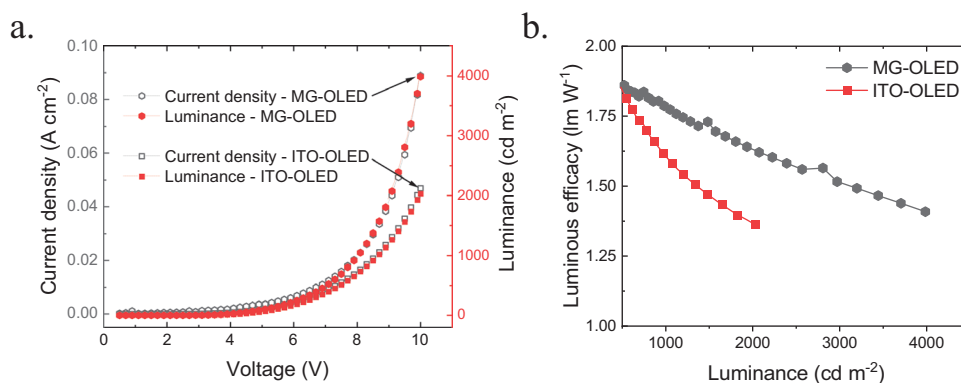 a.
Current density (A cm-2)
0.10
0.08
0.06
0.04
0.02
0.00
Current density - MG-OLED
Luminance - MG-OLED
Current density - ITO-OLED
Luminance - ITO-OLED
4000
3000
2000
1000
0
Luminance (cd m-2)
0 2 4 6 8 10
Voltage (V)
b.
Luminous efficacy (lm W-1)
2.00
1.75
1.50
1.25
1.00
MG-OLED
ITO-OLED
1000 2000 3000 4000
Luminance (cd m-2)